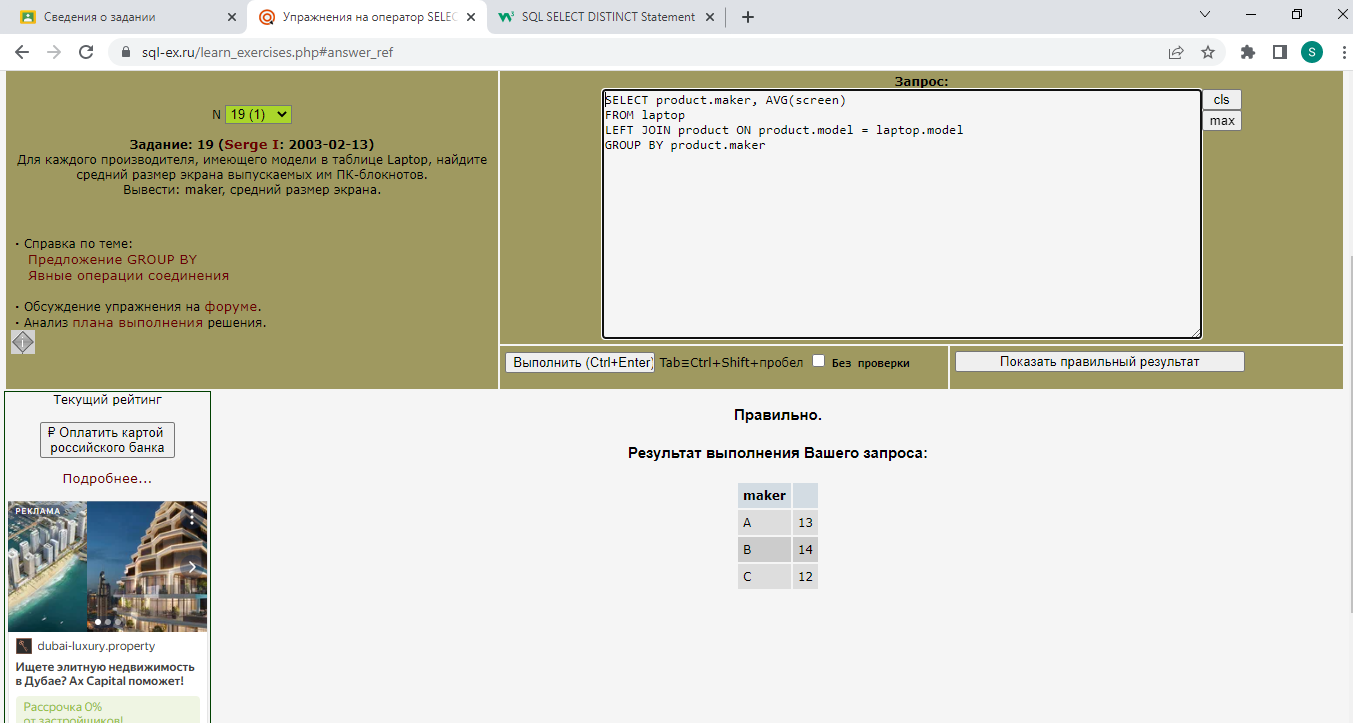 Сведения о задании
Упражнения на оператор SELEC
SQL SELECT DISTINCT Statement
sql-ex.ru/learn_exercises.php#answer_ref
S
N 19 (1)
Задание: 19 (Serge I: 2003-02-13)
Для каждого производителя, имеющего модели в таблице Laptop, найдите
средний размер экрана выпускаемых им ПК-блокнотов.
Вывести: maker, средний размер экрана.
• Справка по теме:
Предложение GROUP BY
Явные операции соединения
• Обсуждение упражнения на форуме.
• Анализ плана выполнения решения.
Запрос:
SELECT product.maker, AVG(screen)
FROM laptop
LEFT JOIN product ON product.model = laptop.model
GROUP BY product.maker
cls
max
Выполнить (Ctrl+Enter) Tab≡Ctrl+Shift+пробел Без проверки
Показать правильный результат
Текущий рейтинг
₽ Оплатить картой
российского банка
Подробнее...
РЕКЛАМА
dubai-luxury.property
Ищете элитную недвижимость
в Дубае? Ax Capital поможет!
Рассрочка 0%
от застройщиков!
Правильно.
Результат выполнения Вашего запроса:
maker
A 13
B 14
C 12